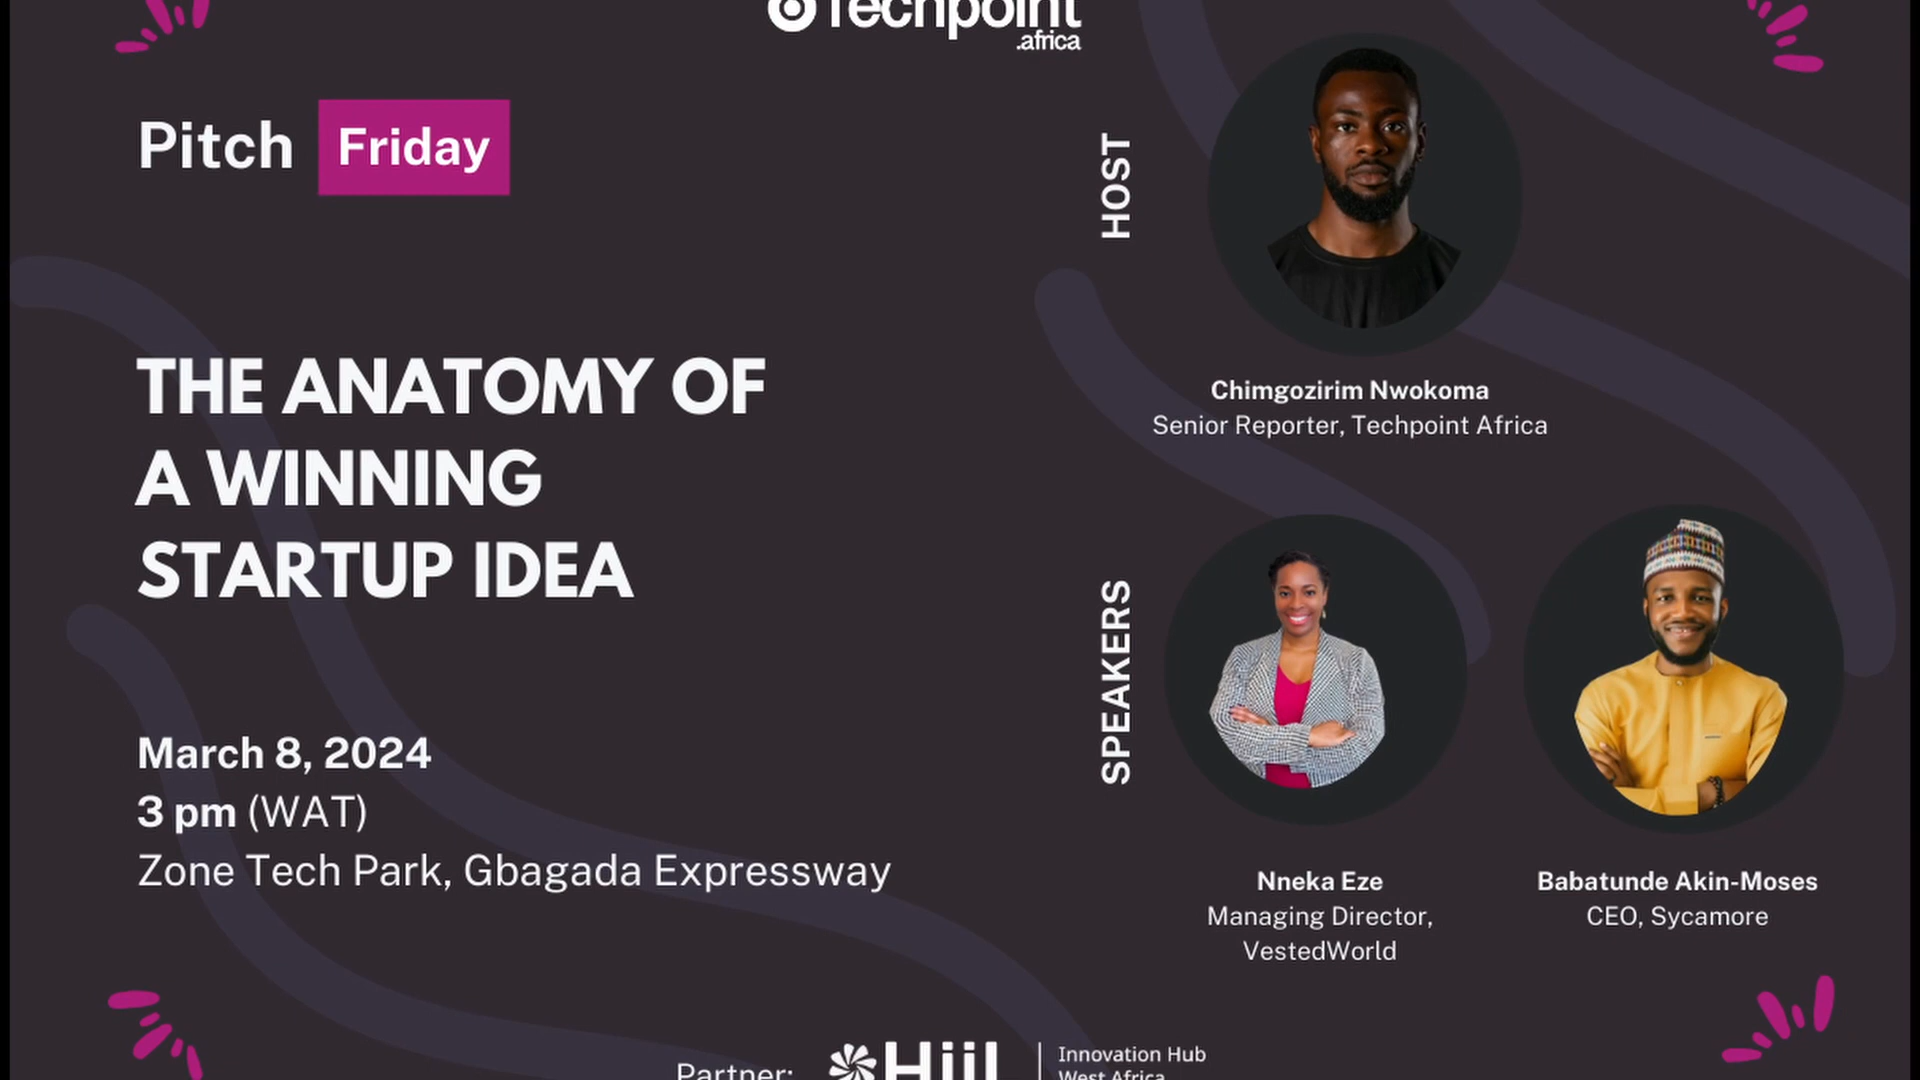 Techpoint
.africa
Pitch Friday
THE ANATOMY OF
A WINNING
STARTUP IDEA
March 8, 2024
3 pm (WAT)
Zone Tech Park, Gbagada Expressway
HOST
Chimgozirim Nwokoma
Senior Reporter, Techpoint Africa
SPEAKERS
Nneka Eze
Managing Director,
VestedWorld
Babatunde Akin-Moses
CEO, Sycamore
Partner:
HiiL
Innovation Hub
West Africa